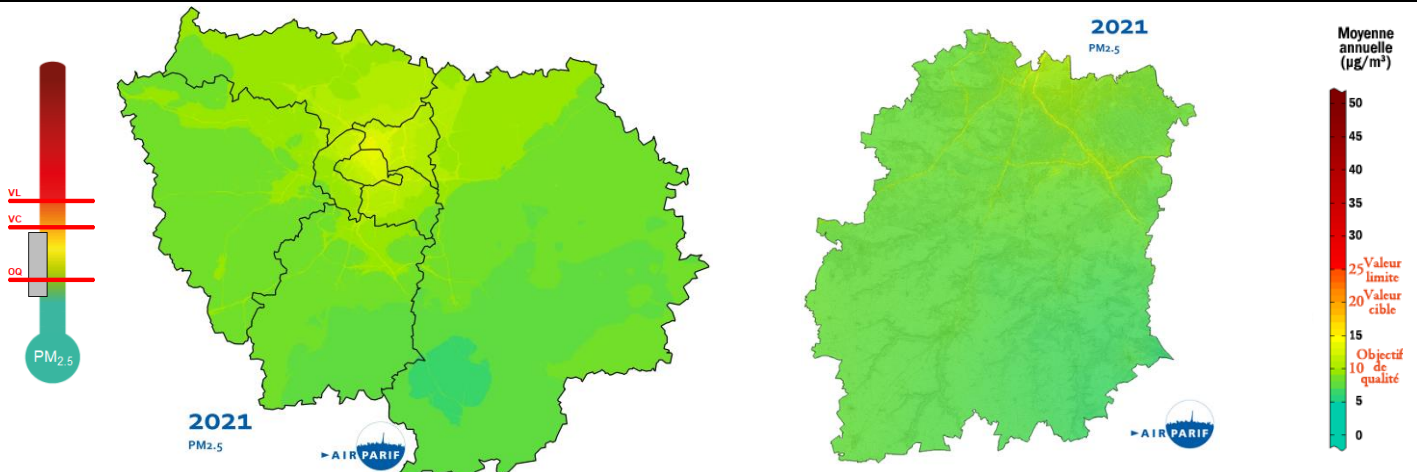 VL
VC
OQ
PM2.5
2021
PM2.5
AIRPARIF
2021
PM2.5
AIRPARIF
Moyenne
annuelle
(µg/m³)
50
45
40
35
30
25 Valeur
limite
20 Valeur
cible
15
Objectif
10 de
qualité
5
0